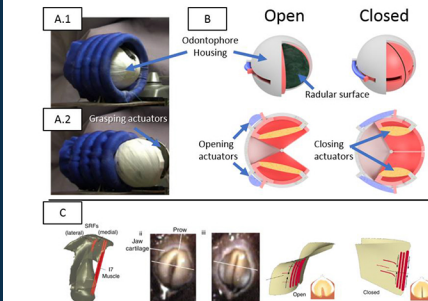 A.1
B
Open
Closed
Odontophore
Housing
Radular surface
A.2
Grasping actuators
Opening
actuators
Closing
actuators
C
SRFs
(lateral)
(medial)
I7
Muscle
ii
Prow
Jaw
cartilage
iii
Open
Closed